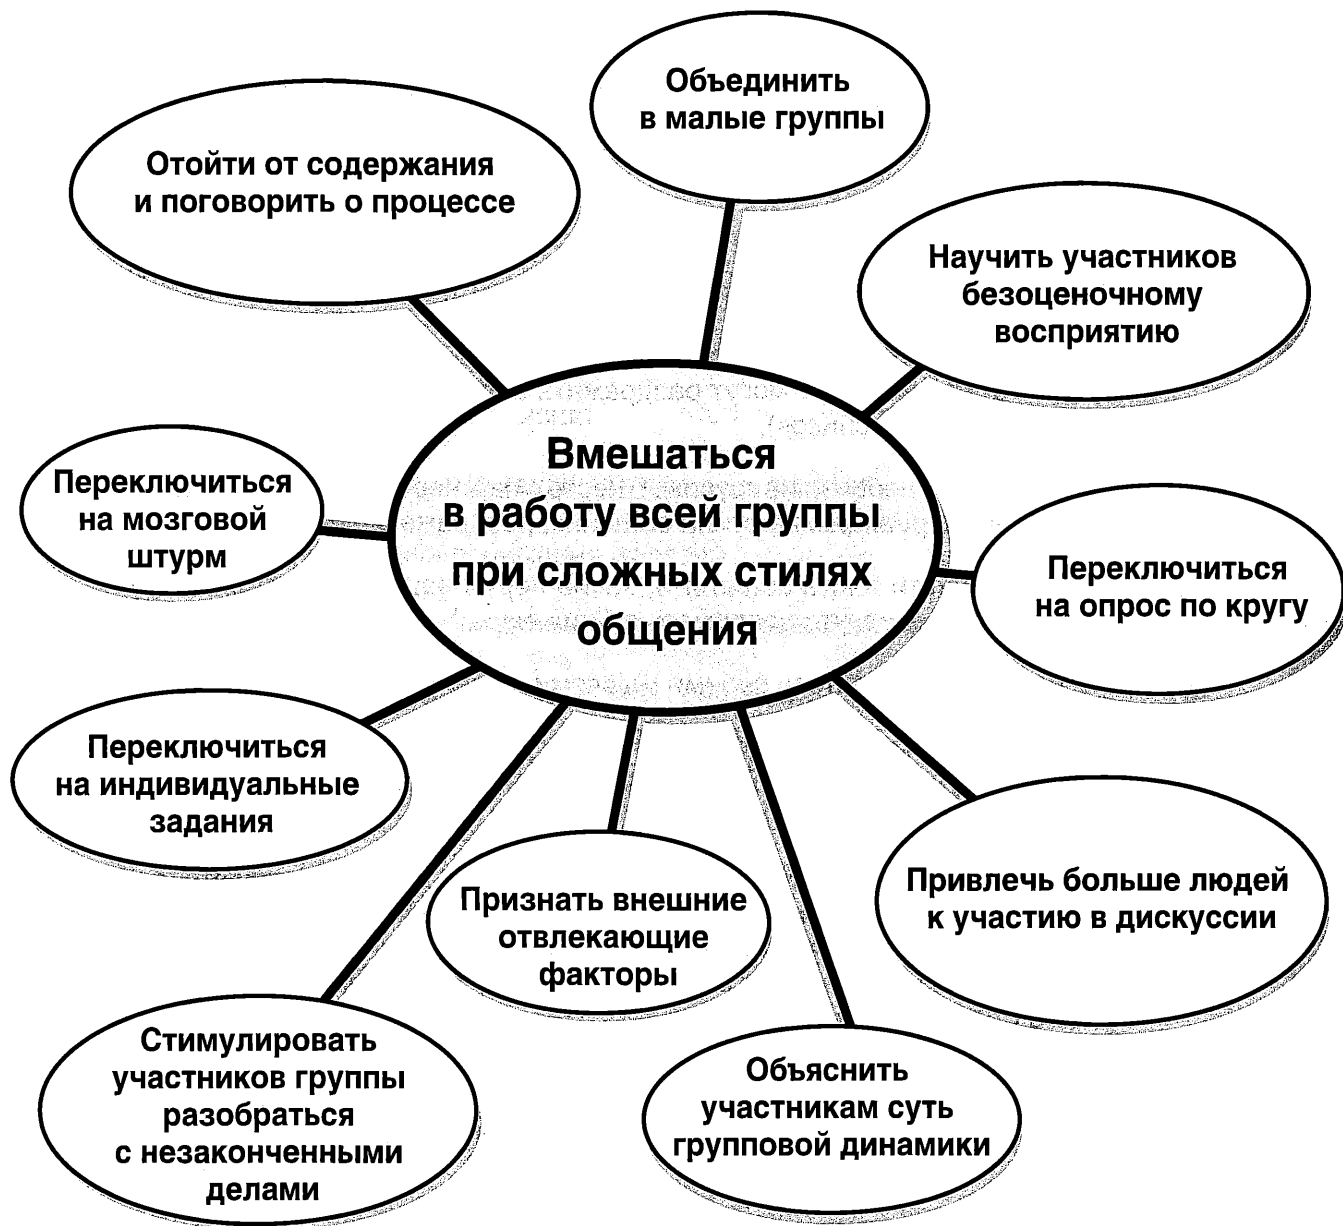 Объединить
в малые группы
Отойти от содержания
и поговорить о процессе
Научить участников
безоценочному
восприятию
Вмешаться
в работу всей группы
при сложных стилях
общения
Переключиться
на мозговой
штурм
Переключиться
на опрос по кругу
Переключиться
на индивидуальные
задания
Признать внешние
отвлекающие
факторы
Привлечь больше людей
к участию в дискуссии
Стимулировать
участников группы
разобраться
с незаконченными
делами
Объяснить
участникам суть
групповой динамики